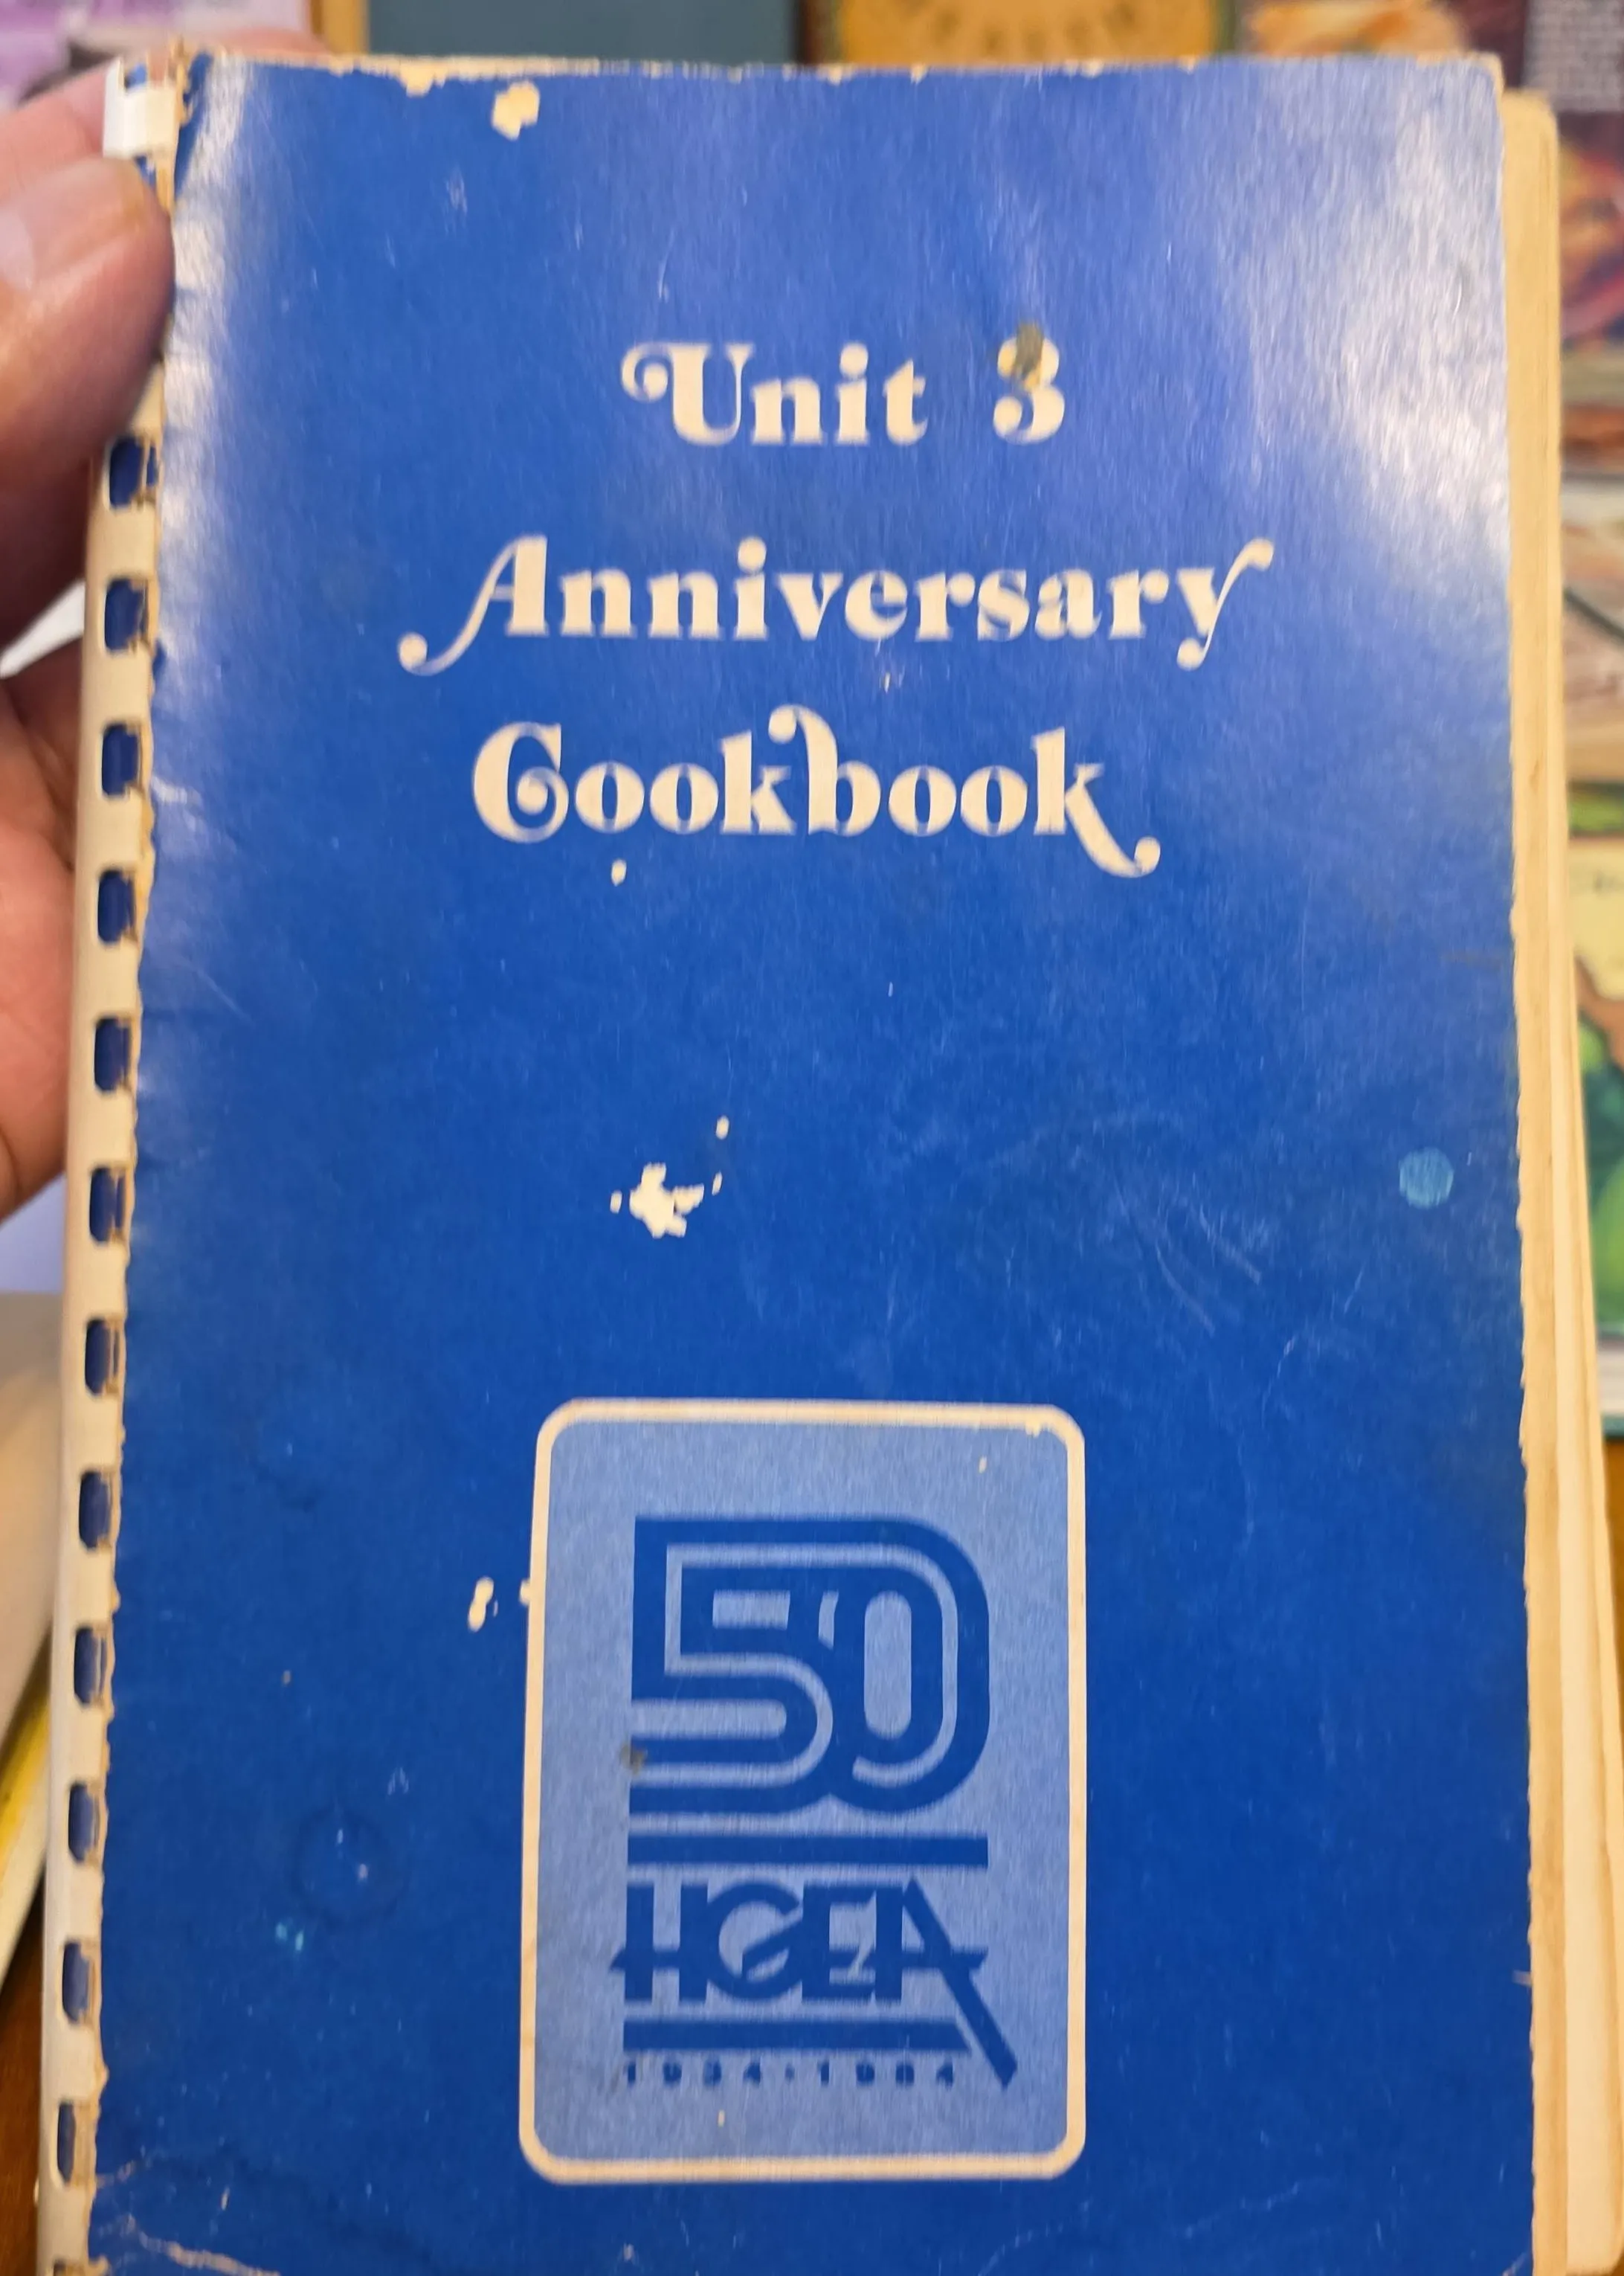 Unit 3
Anniversary
Cookbook
50
HGEA
1934·1984